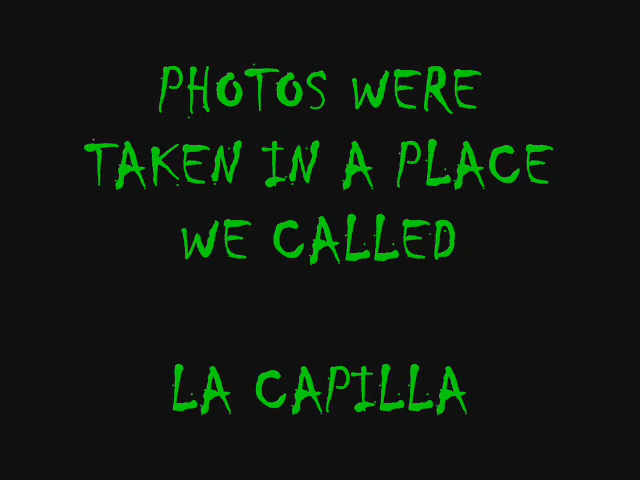 PHOTOS WERE
TAKEN IN A PLACE
WE CALLED
LA CAPILLA